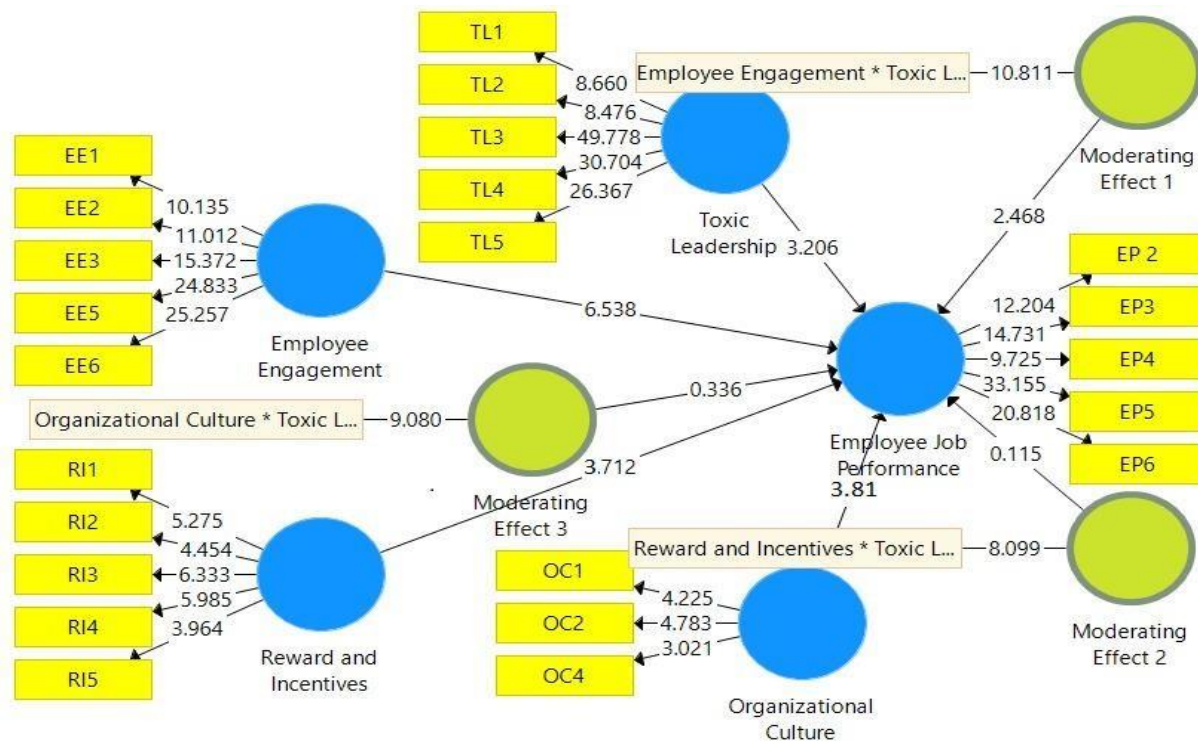 TL1
TL2
TL3
TL4
TL5
8.660
8.476
49.778
30.704
26.367
Employee Engagement * Toxic L...
10.811
Toxic
Leadership
3.206
Moderating
Effect 1
2.468
EE1
EE2
EE3
EE5
EE6
10.135
11.012
15.372
24.833
25.257
Employee
Engagement
6.538
EP 2
EP3
EP4
EP5
EP6
12.204
14.731
9.725
33.155
20.818
Employee Job
Performance
Organizational Culture * Toxic L...
9.080
0.336
Moderating
Effect 3
3.712
3.81
0.115
RI1
RI2
RI3
RI4
RI5
5.275
4.454
6.333
5.985
3.964
Reward and
Incentives
Reward and Incentives * Toxic L...
8.099
Moderating
Effect 2
OC1
OC2
OC4
4.225
4.783
3.021
Organizational
Culture